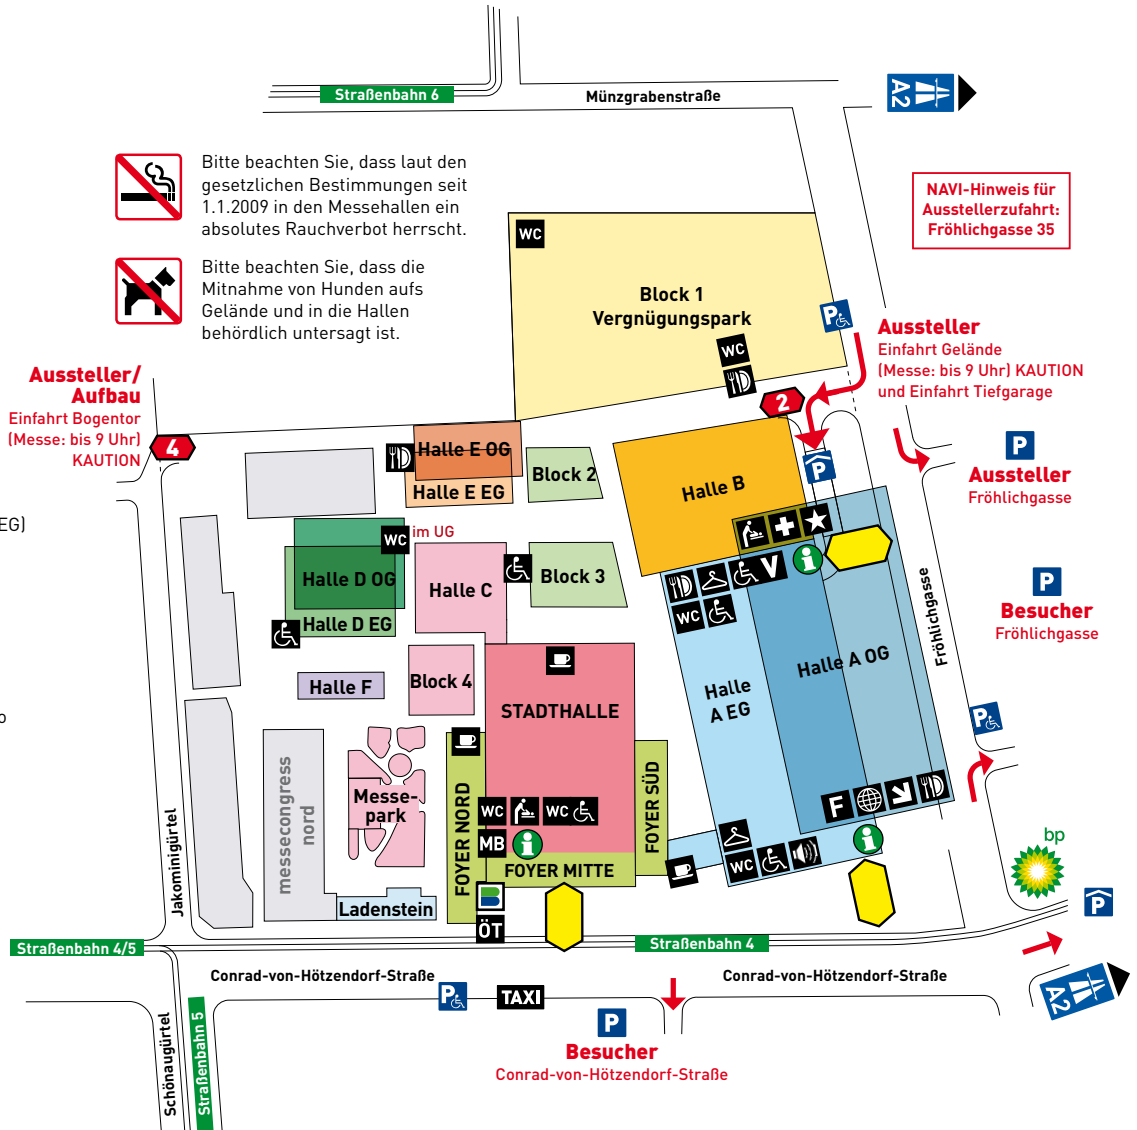 Straßenbahn 6
Münzgrabenstraße
A2
Bitte beachten Sie, dass laut den
gesetzlichen Bestimmungen seit
1.1.2009 in den Messehallen ein
absolutes Rauchverbot herrscht.
NAVI-Hinweis für
Ausstellerzufahrt:
Fröhlichgasse 35
WC
Bitte beachten Sie, dass die
Mitnahme von Hunden aufs
Gelände und in die Hallen
behördlich untersagt ist.
Block 1
Vergnügungspark
P
WC
Aussteller
Einfahrt Gelände
(Messe: bis 9 Uhr) KAUTION
und Einfahrt Tiefgarage
Aussteller/
Aufbau
Einfahrt Bogentor
(Messe: bis 9 Uhr)
KAUTION
4
2
P
P
Aussteller
Fröhlichgasse
Halle E OG
Halle E EG
Block 2
Halle B
EG)
WC
im UG
Halle D OG
Halle D EG
Halle C
Block 3
V
i
WC
P
Besucher
Fröhlichgasse
Fröhlichgasse
Halle F
Block 4
STADTHALLE
Halle
A EG
Halle A OG
o
P
messecongress
nord
Messe-
park
FOYER NORD
FOYER SÜD
WC
WC
MB
i
FOYER MITTE
F
i
WC
bp
P
Jakominigürtel
Ladenstein
B
ÖT
Straßenbahn 4/5
Straßenbahn 4
Conrad-von-Hötzendorf-Straße
Conrad-von-Hötzendorf-Straße
P
TAXI
A2
Schönaugürtel
Straßenbahn 5
P
Besucher
Conrad-von-Hötzendorf-Straße